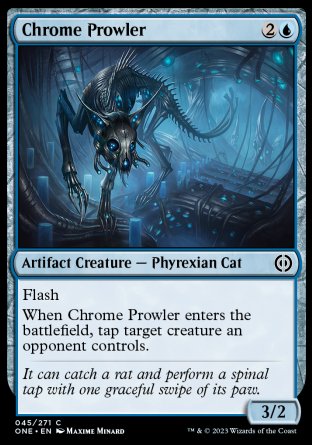 Chrome Prowler 2
Artifact Creature — Phyrexian Cat
Flash
When Chrome Prowler enters the
battlefield, tap target creature an
opponent controls.
It can catch a rat and perform a spinal
tap with one graceful swipe of its paw.
3/2
045/271 C
ONE • EN Maxime Minard
™ & © 2023 Wizards of the Coast